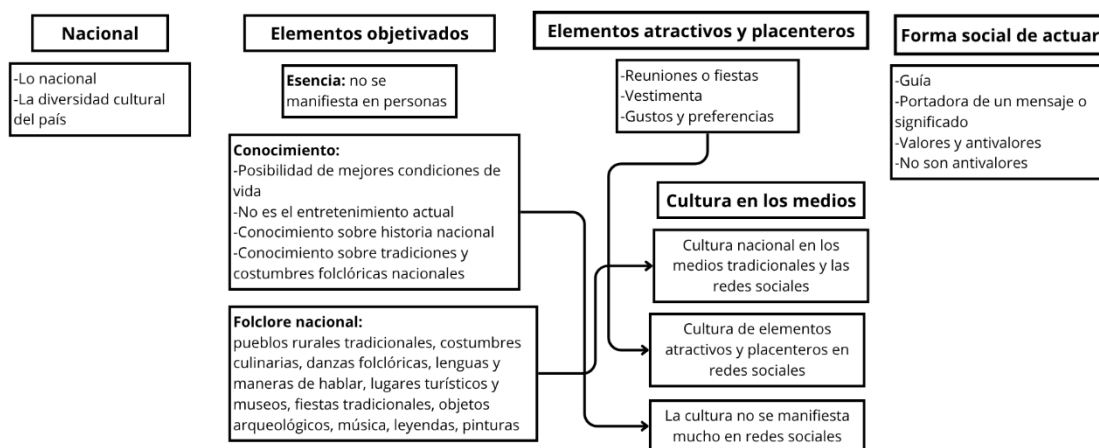 Nacional
-Lo nacional
-La diversidad cultural
del país
Elementos objetivados
Esencia: no se
manifiesta en personas
Conocimiento:
-Posibilidad de mejores condiciones de
vida
-No es el entretenimiento actual
-Conocimiento sobre historia nacional
-Conocimiento sobre tradiciones y
costumbres folclóricas nacionales
Folclore nacional:
pueblos rurales tradicionales, costumbres
culinarias, danzas folclóricas, lenguas y
maneras de hablar, lugares turísticos y
museos, fiestas tradicionales, objetos
arqueológicos, música, leyendas, pinturas
Elementos atractivos y placenteros
-Reuniones o fiestas
-Vestimenta
-Gustos y preferencias
Cultura en los medios
Cultura nacional en los
medios tradicionales y las
redes sociales
Cultura de elementos
atractivos y placenteros en
redes sociales
La cultura no se manifiesta
mucho en redes sociales
Forma social de actuar
-Guía
-Portadora de un mensaje o
significado
-Valores y antivalores
-No son antivalores